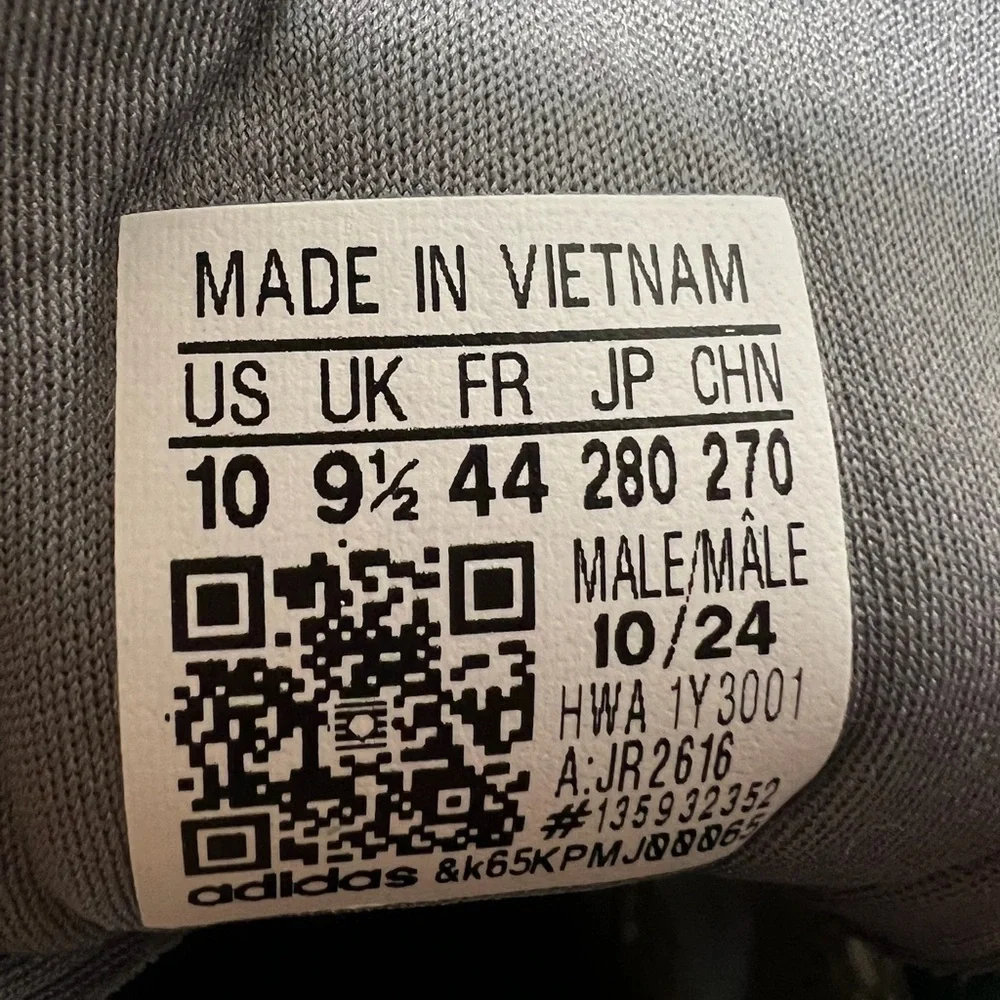 MADE IN VIETNAM
US UK FR JP CHN
10 9½ 44 280 270
MALE/MÂLE
10/24
HWA 1Y3001
A:JR2616
#135932352
adidas &k65KPMJ00065